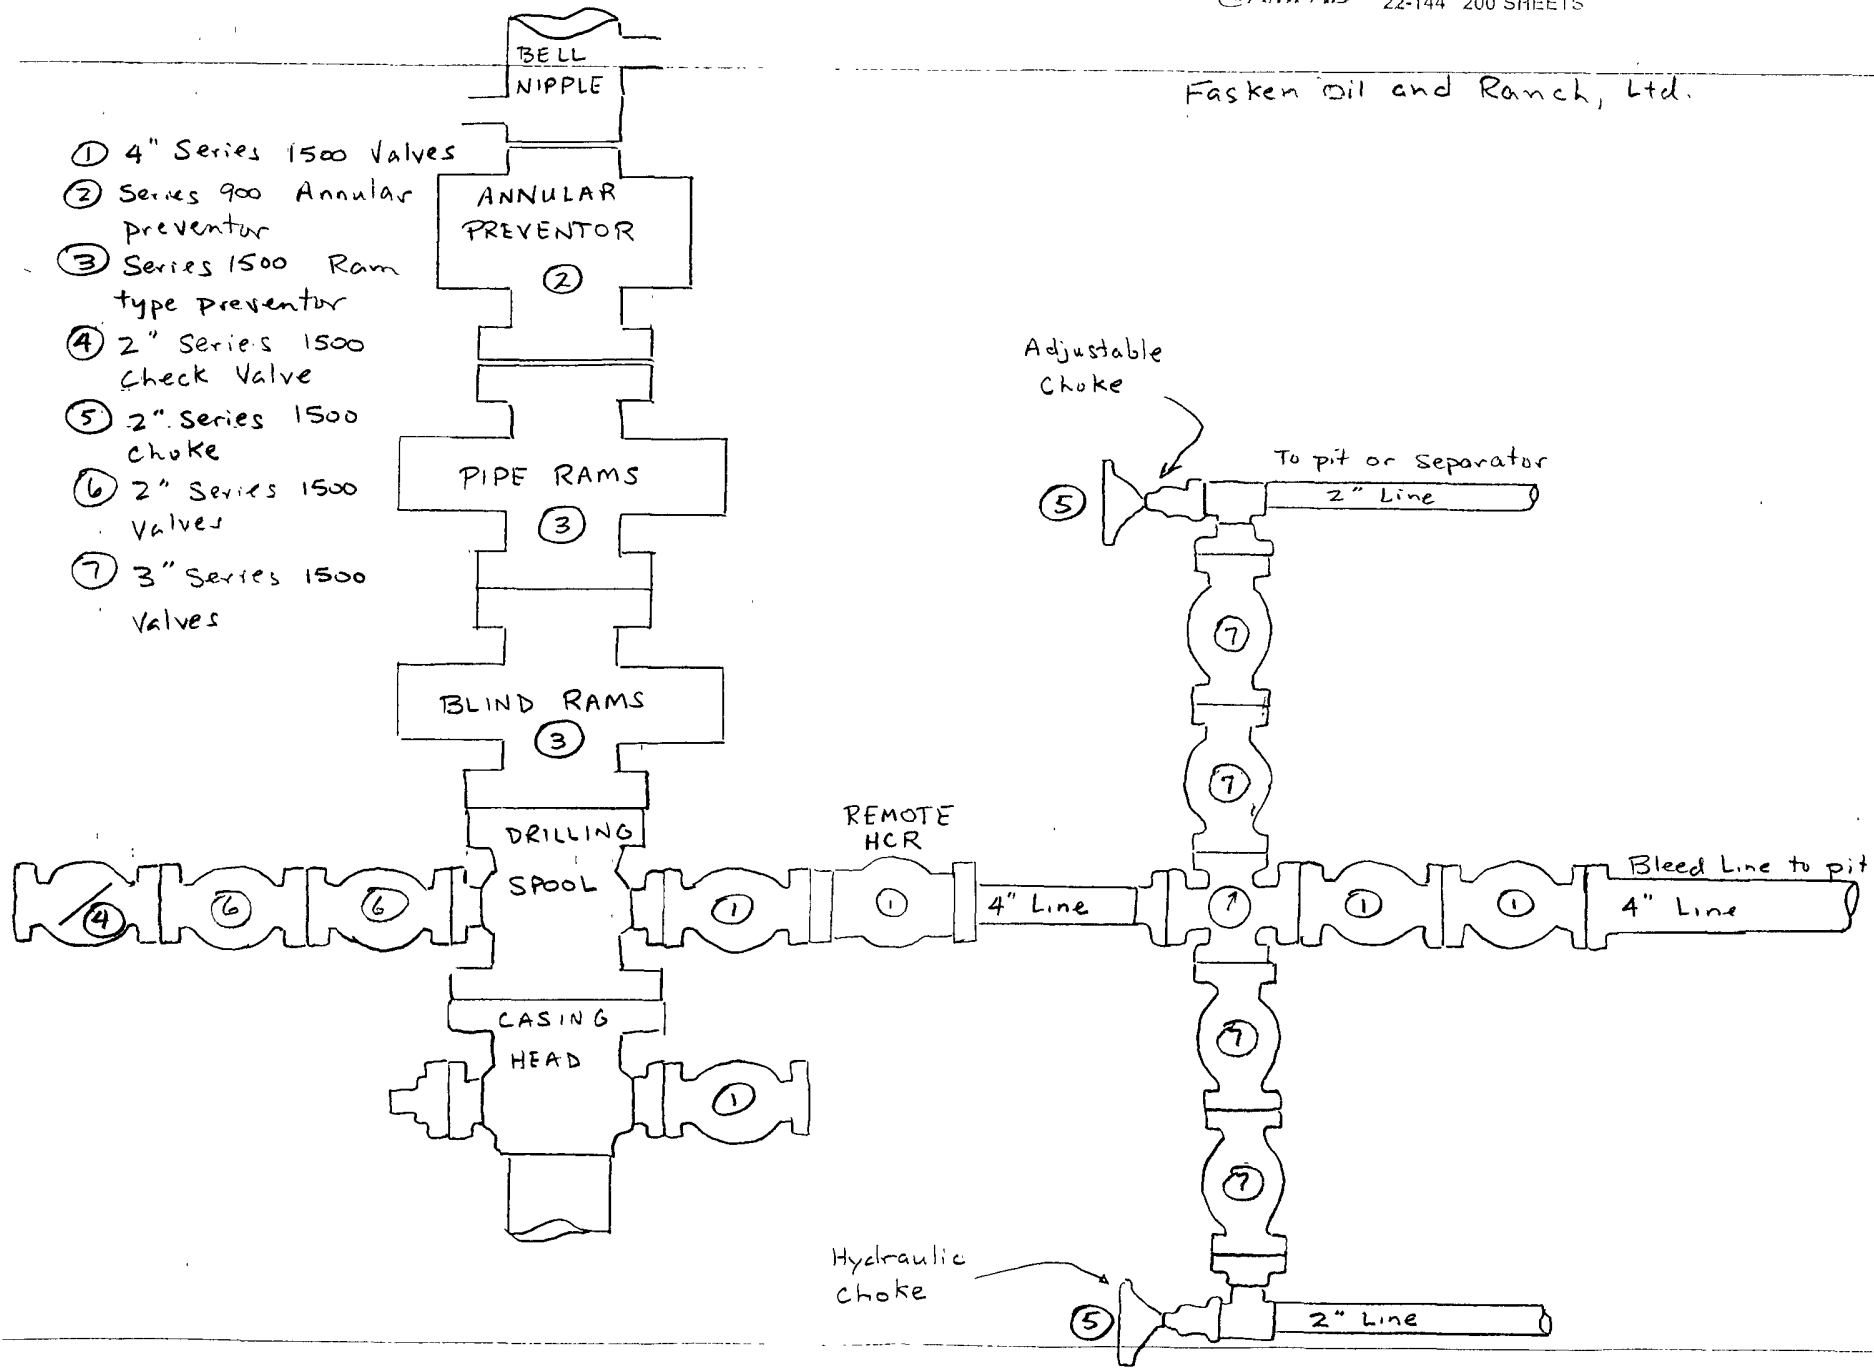 22-144 200 SHEETS
Fasken Oil and Ranch, Ltd.
BELL
NIPPLE
① 4" Series 1500 Valves
② Series 900 Annular
preventor
③ Series 1500 Ram
type preventor
④ 2" Series 1500
Check Valve
⑤ 2" Series 1500
choke
⑥ 2" Series 1500
Valves
⑦ 3" Series 1500
Valves
ANNULAR
PREVENTOR
②
PIPE RAMS
③
BLIND RAMS
③
DRILLING
SPOOL
④ ⑥ ⑥
①
REMOTE
HCR
①
4" Line
⑦
①
①
Bleed Line to pit
4" Line
CASING
HEAD
①
Adjustable
Choke
⑤
To pit or separator
2" Line
⑦
⑦
⑦
⑦
Hydraulic
choke
⑤
2" Line